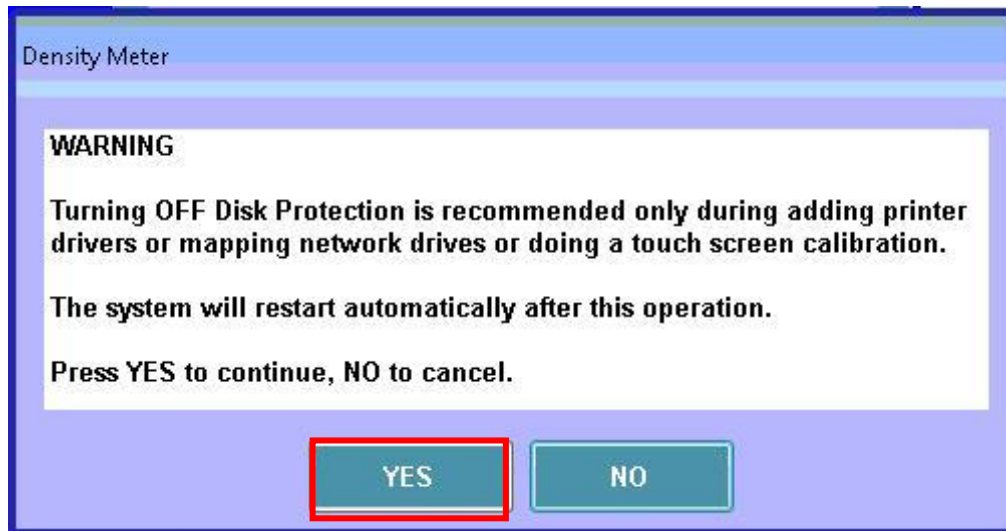 Density Meter
WARNING
Turning OFF Disk Protection is recommended only during adding printer
drivers or mapping network drives or doing a touch screen calibration.
The system will restart automatically after this operation.
Press YES to continue, NO to cancel.
YES NO